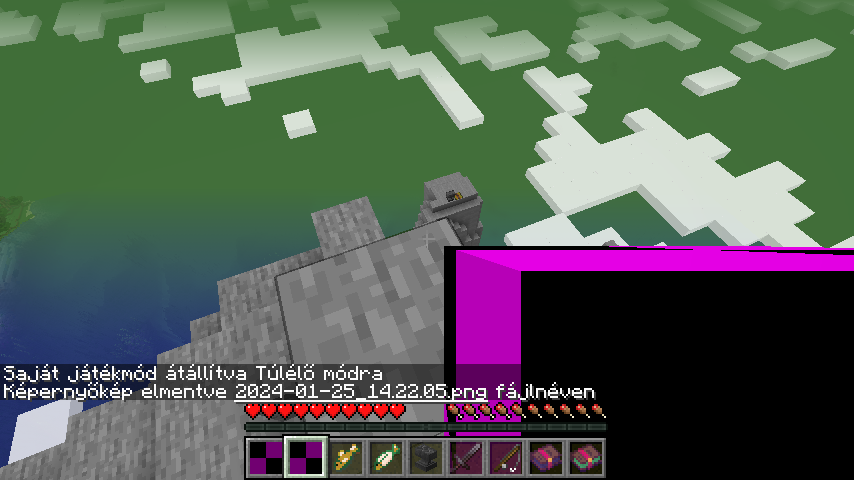 Saját játékmód átállítva Túlélő módra
Képernyőkép elmentve 2024-01-25_14.22.05.png fájlnéven